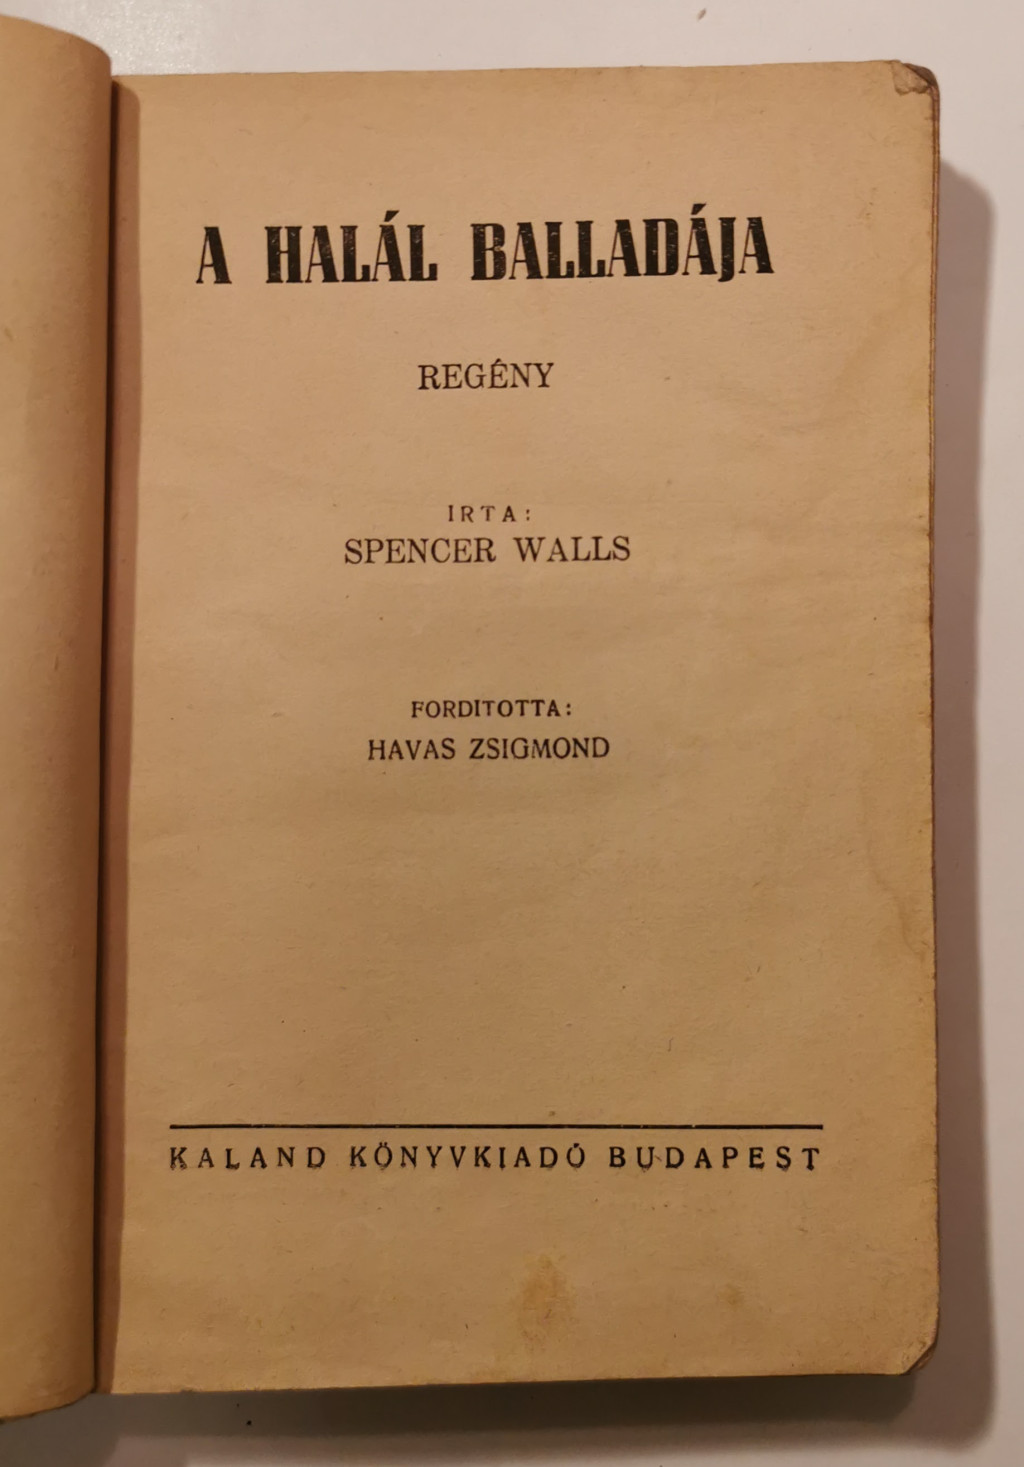 A HALÁL BALLADÁJA
REGÉNY
IRTA:
SPENCER WALLS
FORDITOTTA:
HAVAS ZSIGMOND
KALAND KÖNYVKIADÓ BUDAPEST